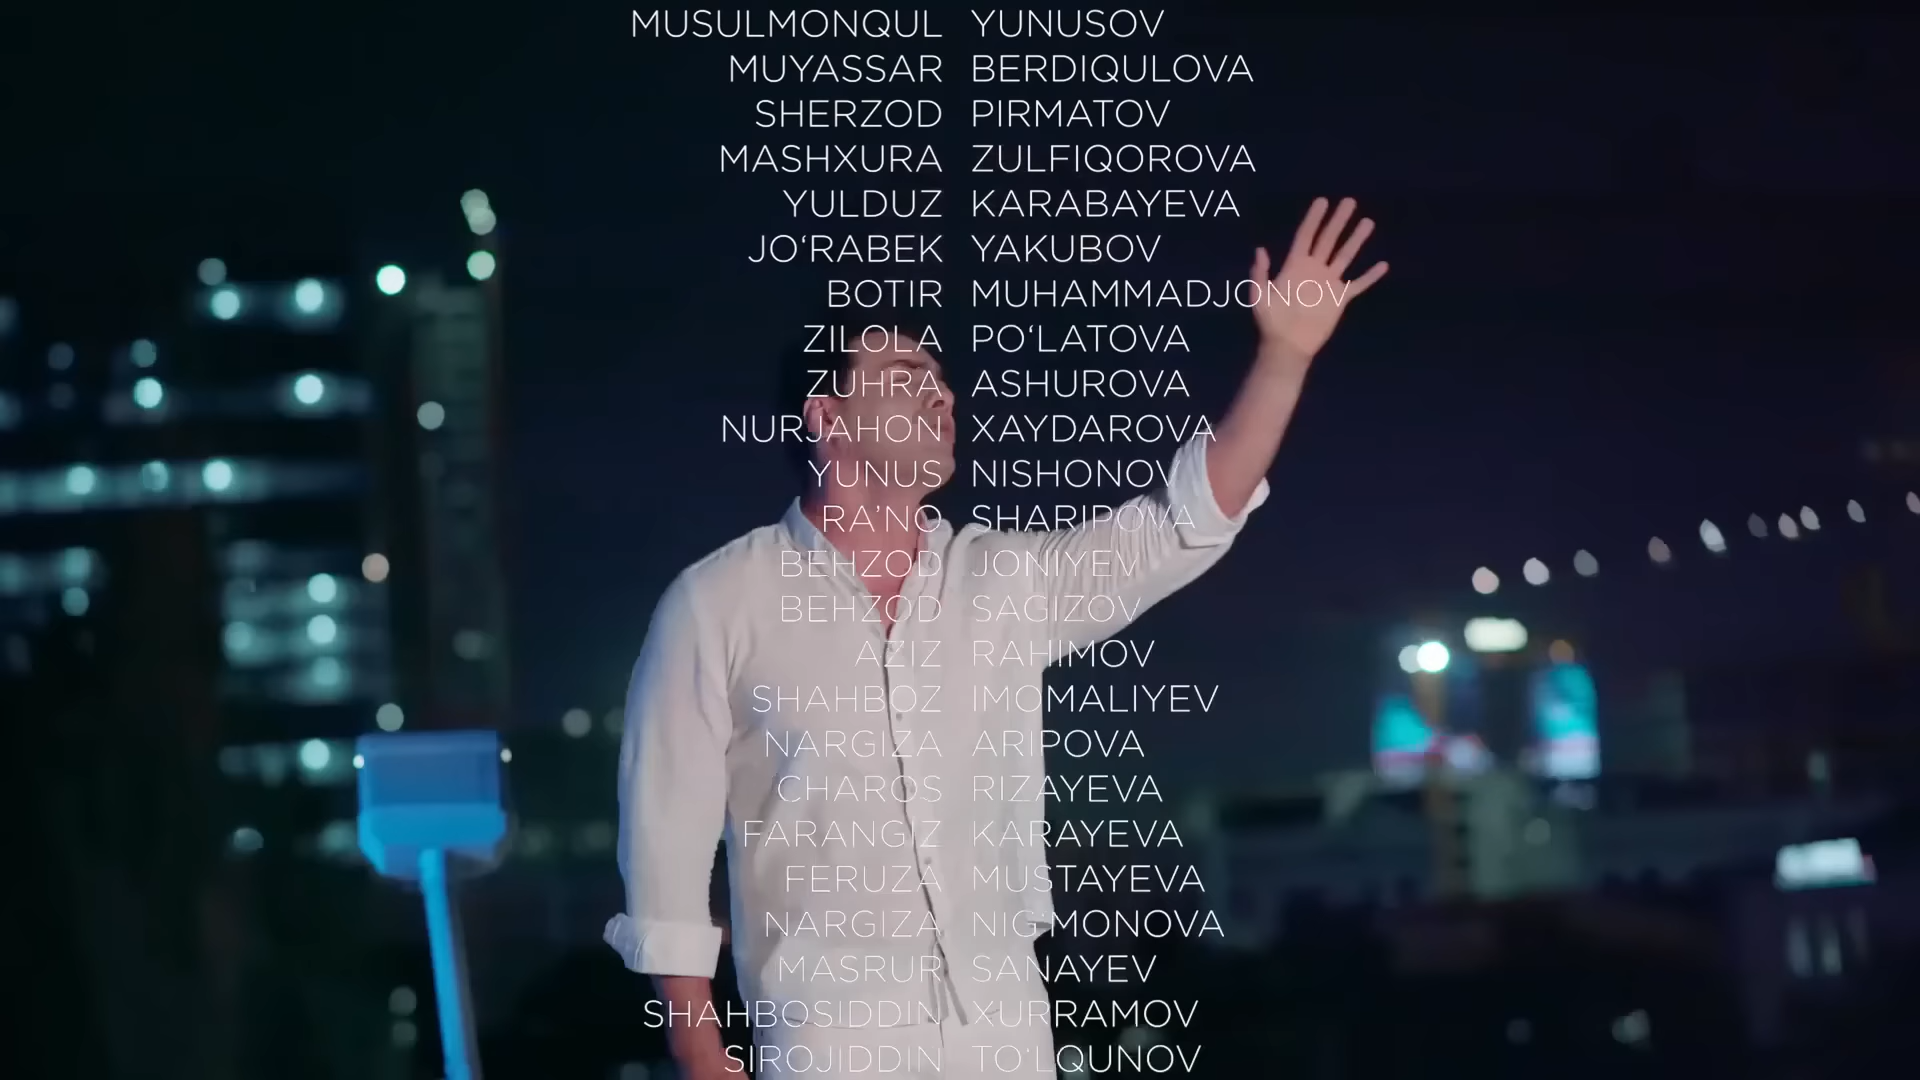 MUSULMONQUL YUNUSOV
MUYASSAR BERDIQULOVA
SHERZOD PIRMATOV
MASHXURA ZULFIQOROVA
YULDUZ KARABAYEVA
JO‘RABEK YAKUBOV
BOTIR MUHAMMADJONOV
ZILOLA PO‘LATOVA
ZUHRA ASHUROVA
NURJAHON XAYDAROVA
YUNUS NISHONOV
RA’NO SHARIPOVA
BEHZOD JONIYEV
BEHZOD SAGIZOV
AZIZ RAHIMOV
SHAHBOZ IMOMALIYEV
NARGIZA ARIPOVA
CHAROS RIZAYEVA
FARANGIZ KARAYEVA
FERUZA MUSTAYEVA
NARGIZA NIG‘MONOVA
MASRUR SANAYEV
SHAHBOSIDDIN XURRAMOV
SIROJIDDIN TO‘LQUNOV